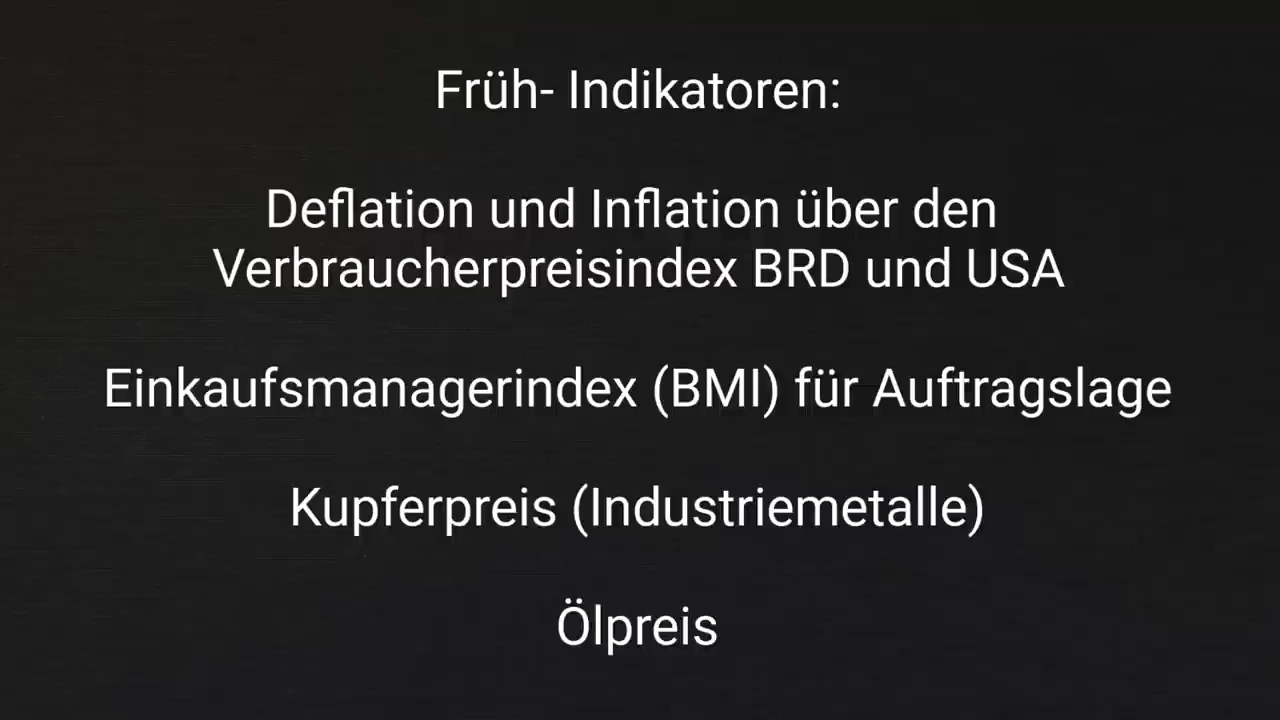 Früh- Indikatoren:
Deflation und Inflation über den
Verbraucherpreisindex BRD und USA
Einkaufsmanagerindex (BMI) für Auftragslage
Kupferpreis (Industriemetalle)
Ölpreis